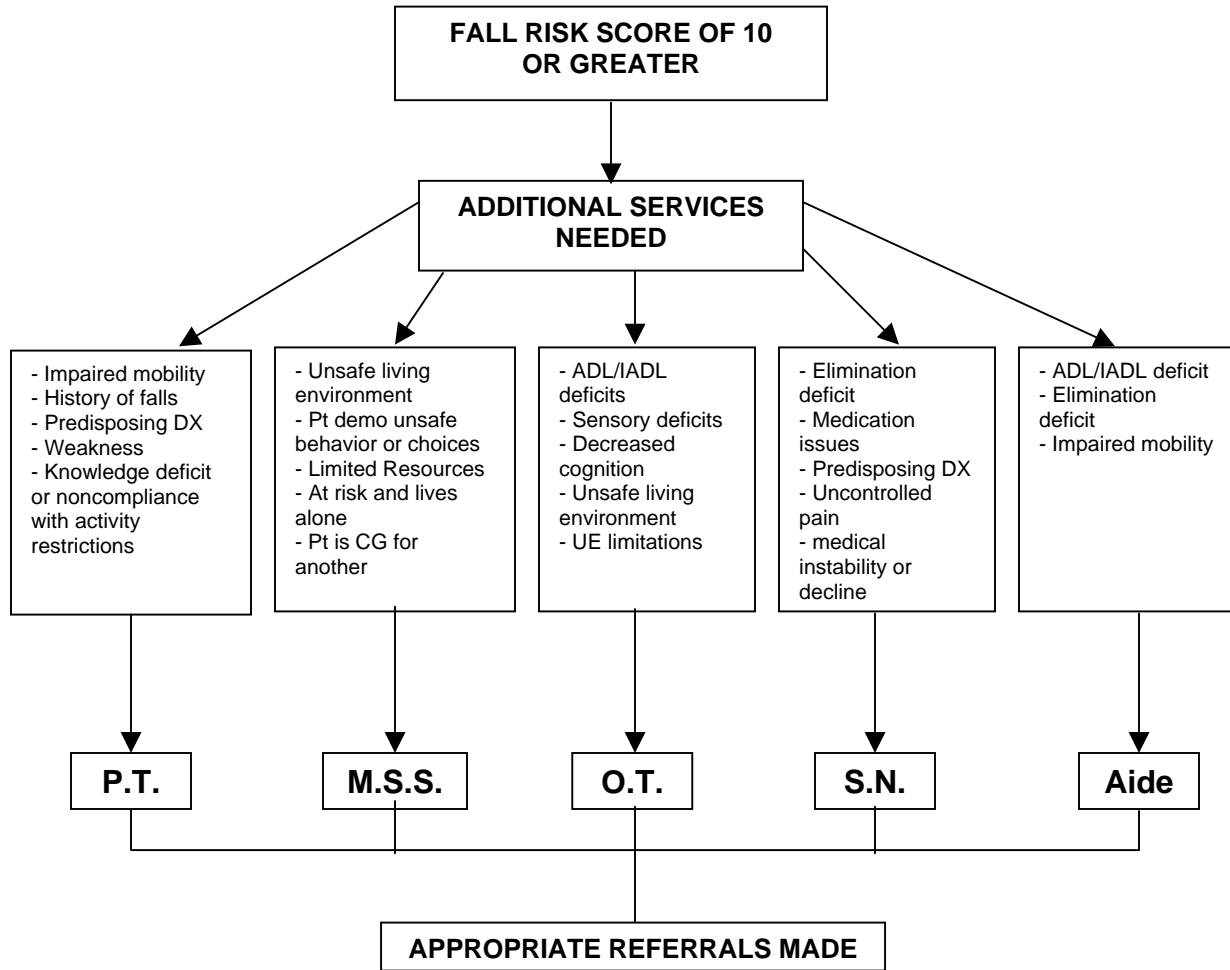 FALL RISK SCORE OF 10
OR GREATER
ADDITIONAL SERVICES
NEEDED
- Impaired mobility
- History of falls
- Predisposing DX
- Weakness
- Knowledge deficit
or noncompliance
with activity
restrictions
- Unsafe living
environment
- Pt demo unsafe
behavior or choices
- Limited Resources
- At risk and lives
alone
- Pt is CG for
another
- ADL/IADL
deficits
- Sensory deficits
- Decreased
cognition
- Unsafe living
environment
- UE limitations
- Elimination
deficit
- Medication
issues
- Predisposing DX
- Uncontrolled
pain
- medical
instability or
decline
- ADL/IADL deficit
- Elimination
deficit
- Impaired mobility
P.T.
M.S.S.
O.T.
S.N.
Aide
APPROPRIATE REFERRALS MADE